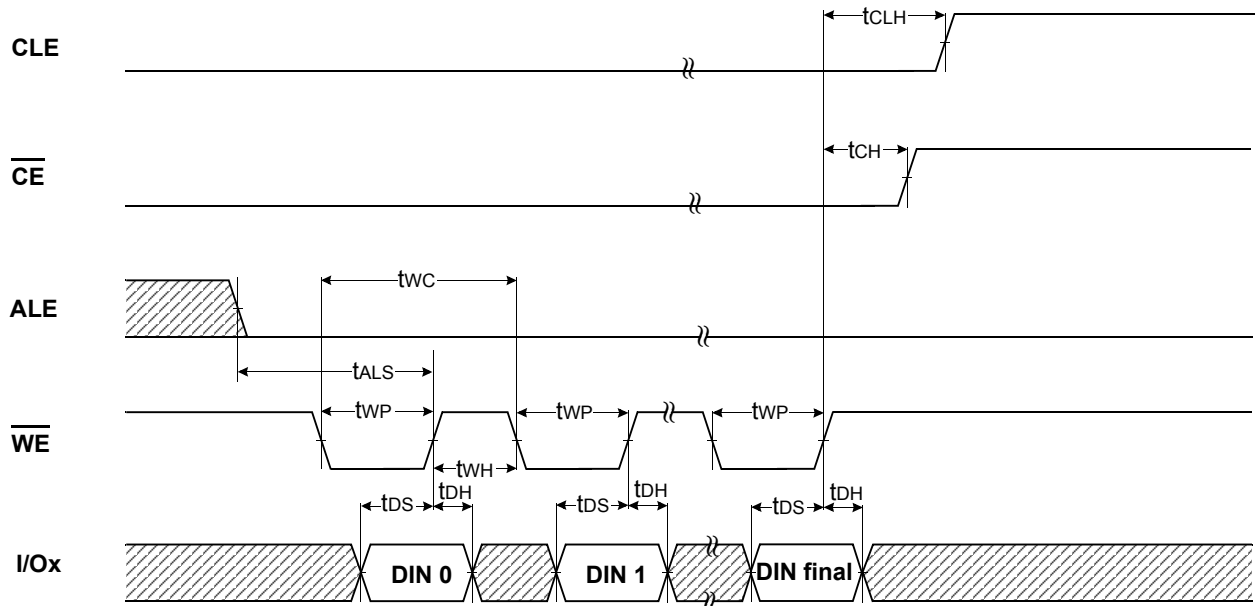 CLE
tCLH
CE
tCH
ALE
tWC
tALS
WE
tWP
tWP
tWP
tWH
tDS
tDH
tDS
tDH
tDS
tDH
I/Ox
DIN 0
DIN 1
DIN final